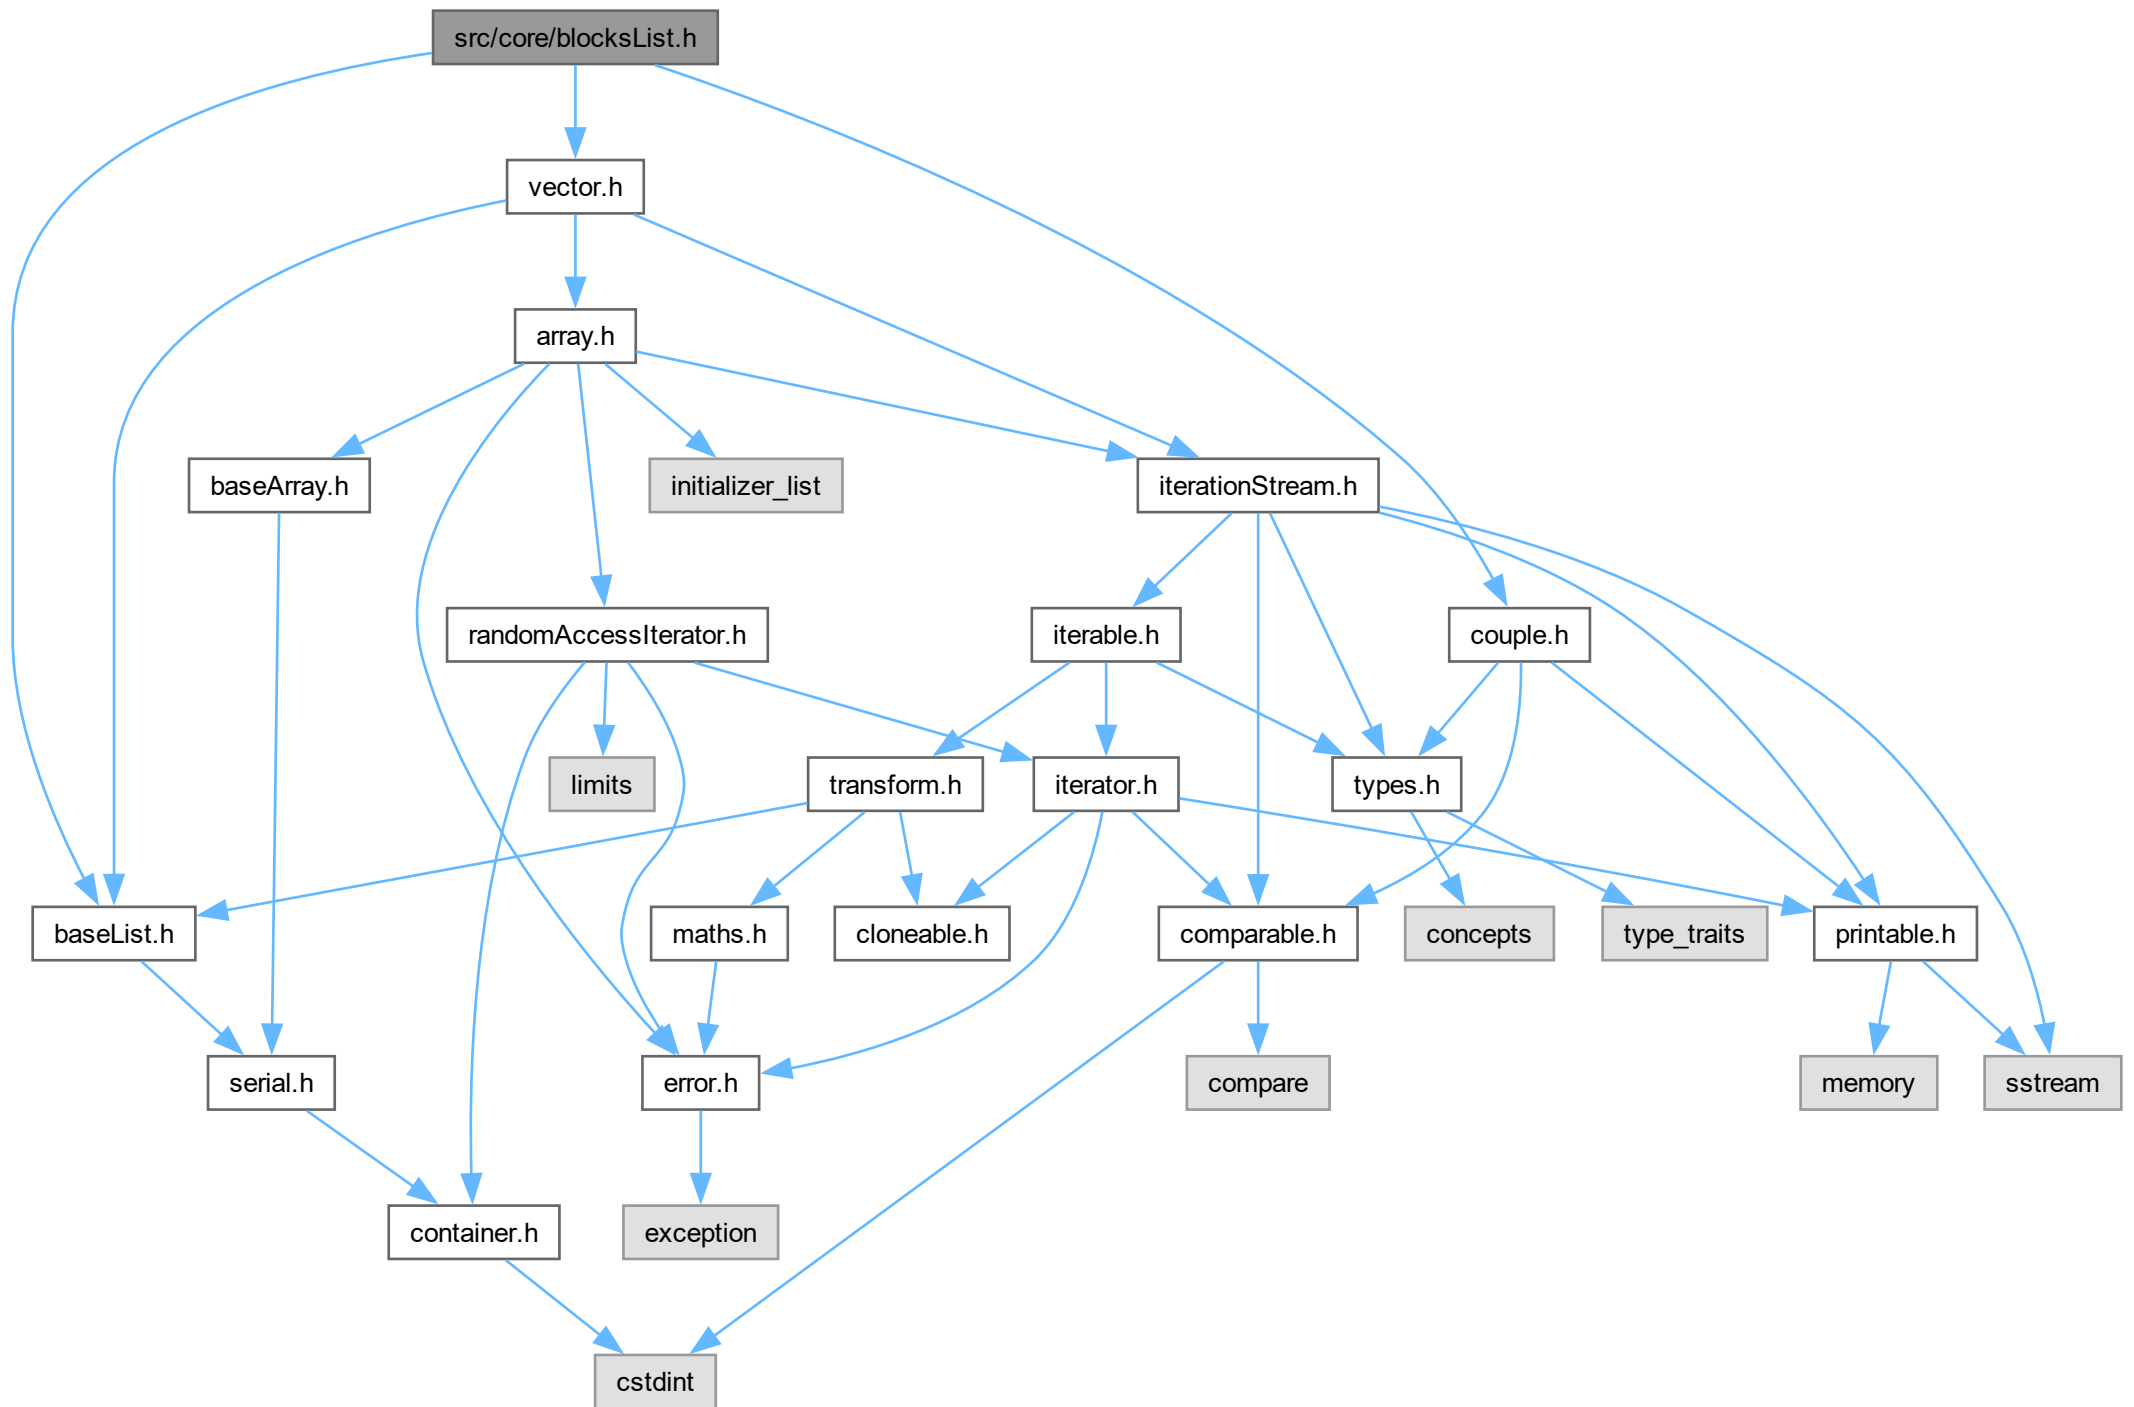 src/core/blocksList.h
vector.h
array.h
baseArray.h
initializer_list
iterationStream.h
randomAccessIterator.h
iterable.h
couple.h
limits
transform.h
iterator.h
types.h
baseList.h
maths.h
cloneable.h
comparable.h
concepts
type_traits
printable.h
serial.h
error.h
compare
memory
sstream
container.h
exception
cstdint